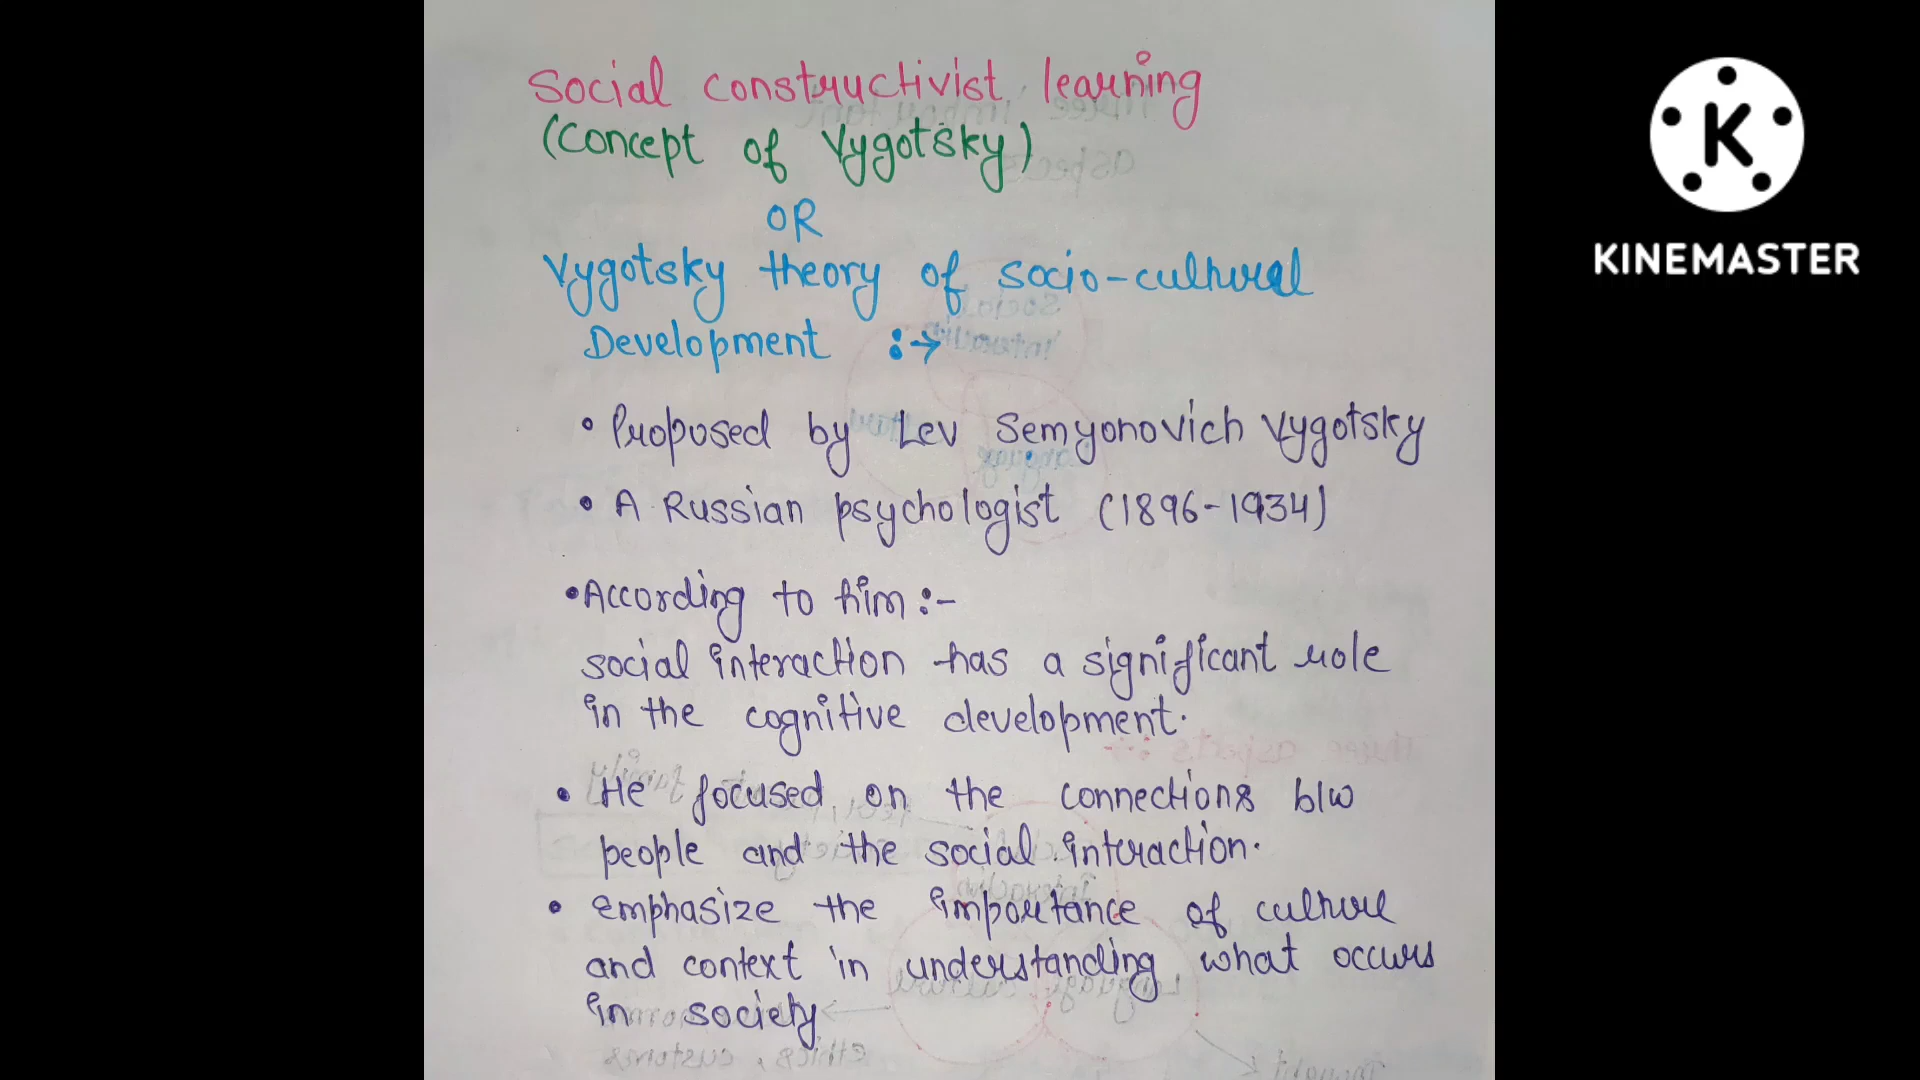 Social constructivist learning
(Concept of Vygotsky)
OR
Vygotsky theory of socio-cultural
Development :→
• Proposed by Lev Semyonovich Vygotsky
• A Russian psychologist (1896-1934)
• According to him :-
social interaction has a significant role
in the cognitive development.
• He focused on the connections b/w
people and the social interaction.
• emphasize the importance of culture
and context in understanding what occurs
in society
K
KINEMASTER